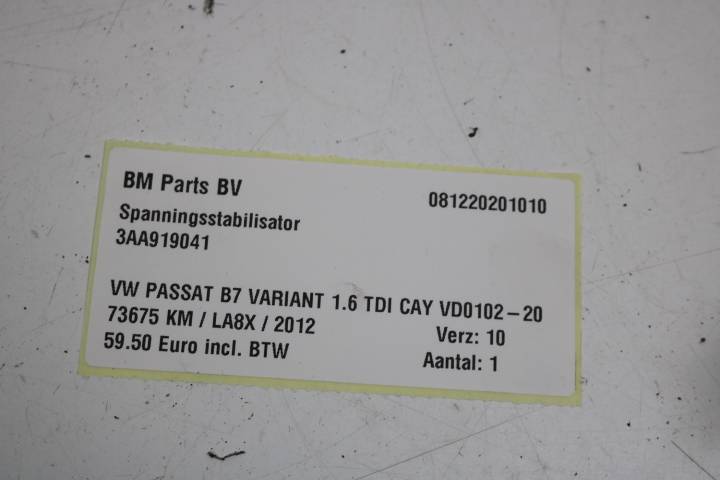 BM Parts BV 081220201010
Spanningsstabilisator
3AA919041
VW PASSAT B7 VARIANT 1.6 TDI CAY VD0102-20
73675 KM / LA8X / 2012 Verz: 10
59.50 Euro incl. BTW Aantal: 1